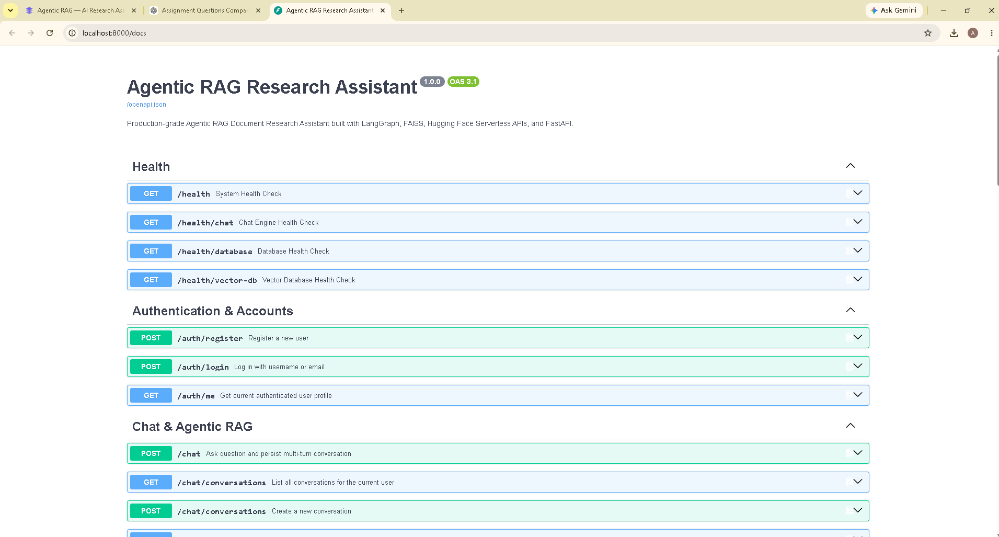 Agentic RAG — AI Research Ass
Assignment Questions Compar
Agentic RAG Research Assistant
Ask Gemini
localhost:8000/docs
A
Agentic RAG Research Assistant 1.0.0 OAS 3.1
/openapi.json
Production-grade Agentic RAG Document Research Assistant built with LangGraph, FAISS, Hugging Face Serverless APIs, and FastAPI.
Health
GET /health System Health Check
GET /health/chat Chat Engine Health Check
GET /health/database Database Health Check
GET /health/vector-db Vector Database Health Check
Authentication & Accounts
POST /auth/register Register a new user
POST /auth/login Log in with username or email
GET /auth/me Get current authenticated user profile
Chat & Agentic RAG
POST /chat Ask question and persist multi-turn conversation
GET /chat/conversations List all conversations for the current user
POST /chat/conversations Create a new conversation